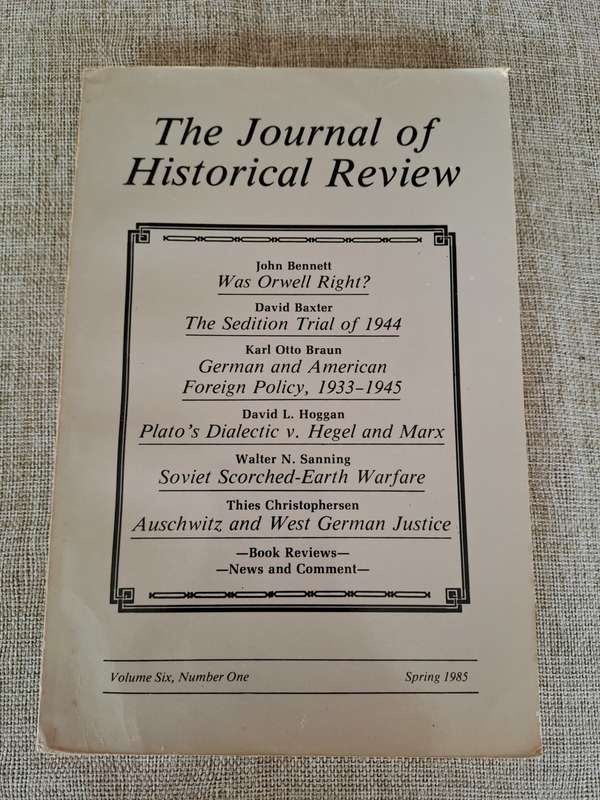 The Journal of
Historical Review
John Bennett
Was Orwell Right?
David Baxter
The Sedition Trial of 1944
Karl Otto Braun
German and American
Foreign Policy, 1933–1945
David L. Hoggan
Plato's Dialectic v. Hegel and Marx
Walter N. Sanning
Soviet Scorched-Earth Warfare
Thies Christophersen
Auschwitz and West German Justice
—Book Reviews—
—News and Comment—
Volume Six, Number One Spring 1985